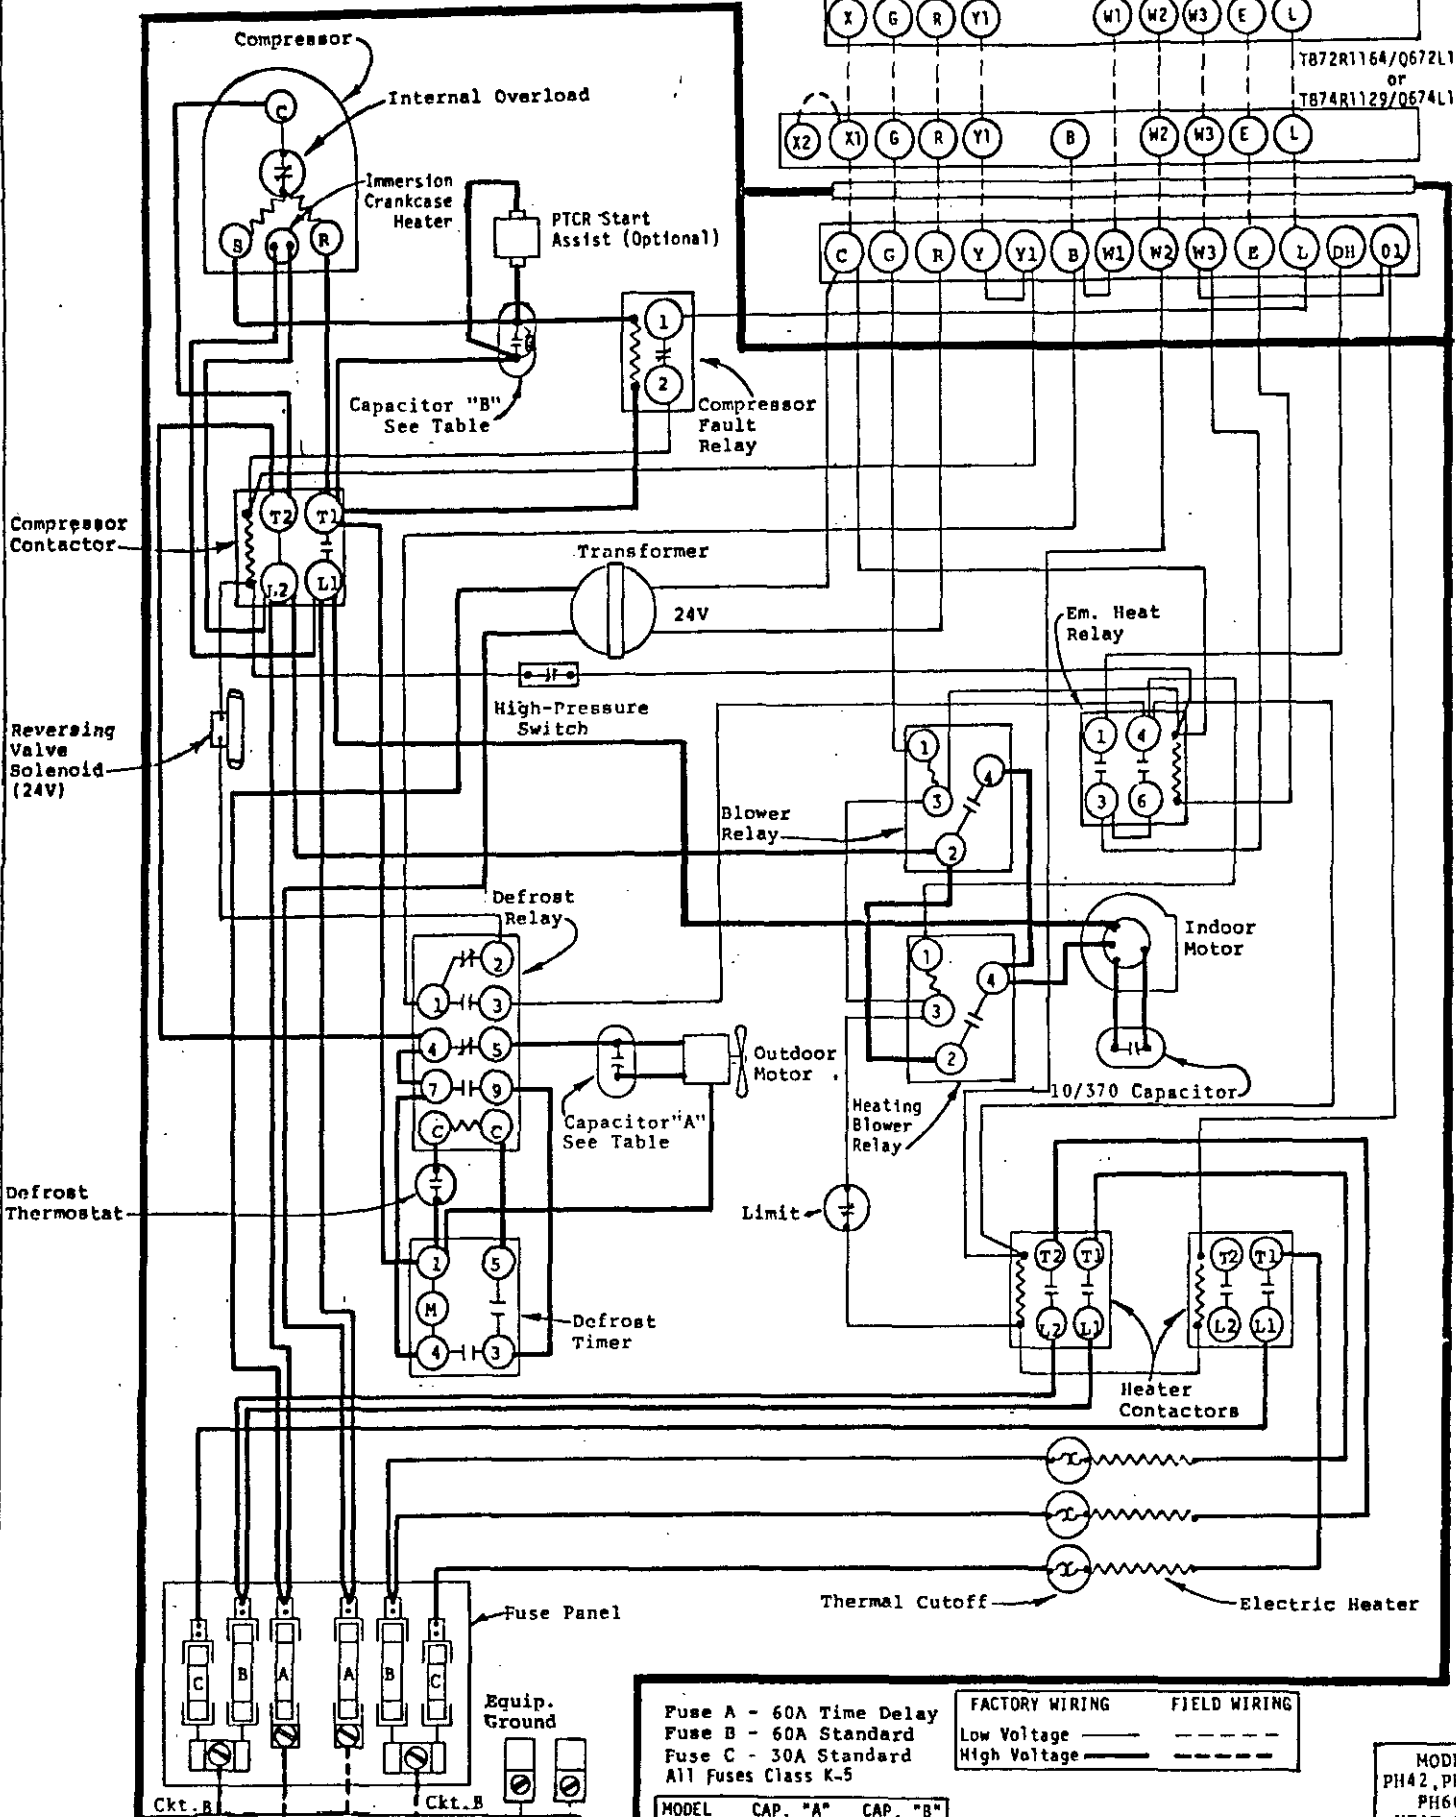 X G R Y1 W1 W2 W3 E L
T872R1164/Q672L1
or
T874R1129/Q674L1
X2 X1 G R Y1 B W2 W3 E L
C G R Y Y1 B W1 W2 W3 E L DH O1
Compressor
C
Internal Overload
Immersion
Crankcase
Heater
S R
PTCR Start
Assist (Optional)
1
2
Capacitor "B"
See Table
Compressor
Fault
Relay
Compressor
Contactor
T2 T1
L2 L1
Transformer
24V
High-Pressure
Switch
Reversing
Valve
Solenoid
(24V)
Em. Heat
Relay
1 4
3 6
Blower
Relay
1
4
3
2
Defrost
Relay
2
1 3
4 5
7 9
C C
Indoor
Motor
1
4
3
2
Outdoor
Motor
Capacitor"A"
See Table
10/370 Capacitor
Heating
Blower
Relay
Defrost
Thermostat
Limit
1 5
M
4 3
Defrost
Timer
T2 T1
L2 L1
T2 T1
L2 L1
Heater
Contactors
Thermal Cutoff
Electric Heater
Fuse Panel
C B A A B C
Equip.
Ground
Ckt.B
Ckt.B
Fuse A - 60A Time Delay
Fuse B - 60A Standard
Fuse C - 30A Standard
All Fuses Class K-5
FACTORY WIRING FIELD WIRING
Low Voltage
High Voltage
MODEL CAP. "A" CAP. "B"